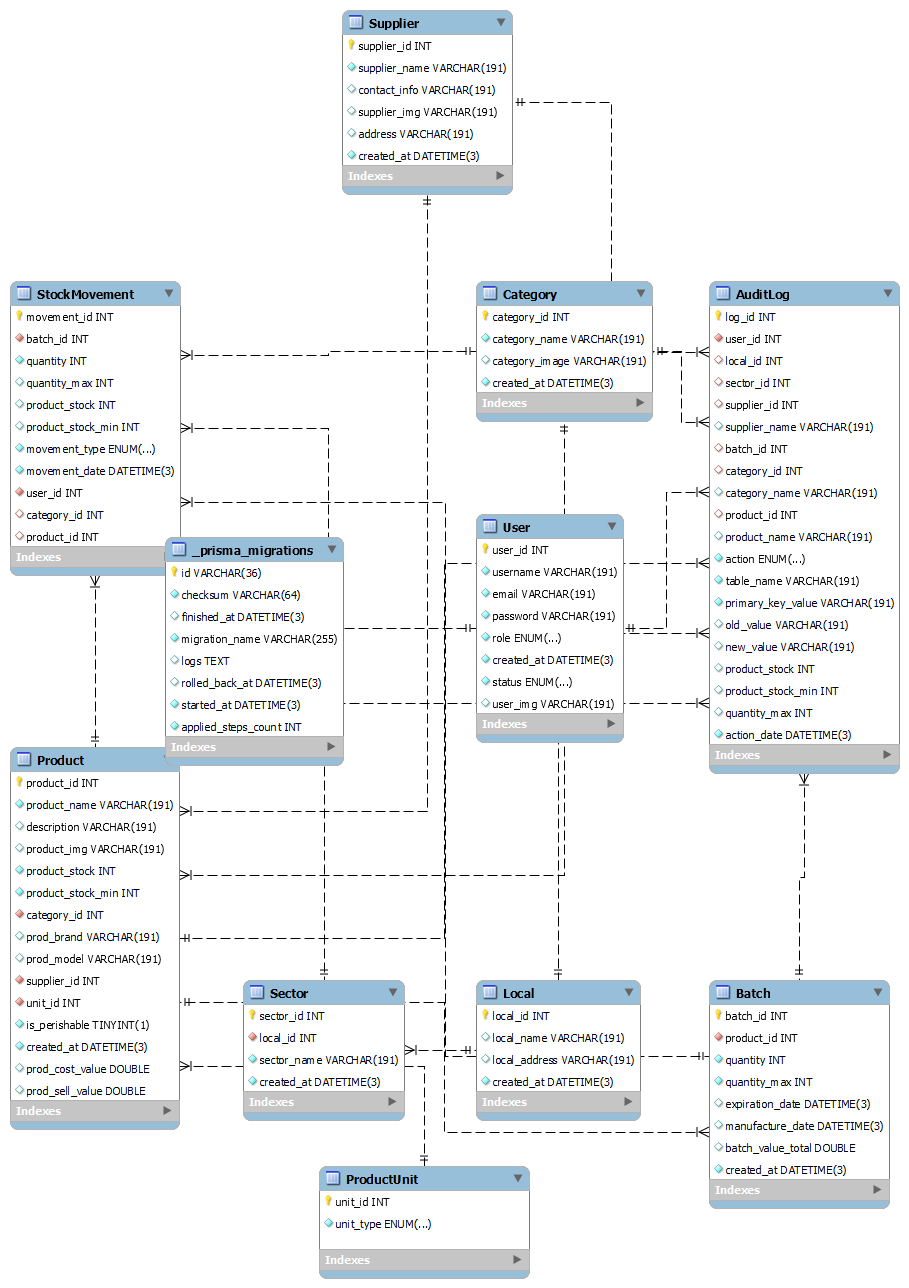 Supplier
supplier_id INT
supplier_name VARCHAR(191)
contact_info VARCHAR(191)
supplier_img VARCHAR(191)
address VARCHAR(191)
created_at DATETIME(3)
Indexes
StockMovement
movement_id INT
batch_id INT
quantity INT
quantity_max INT
product_stock INT
product_stock_min INT
movement_type ENUM(...)
movement_date DATETIME(3)
user_id INT
category_id INT
product_id INT
Indexes
Category
category_id INT
category_name VARCHAR(191)
category_image VARCHAR(191)
created_at DATETIME(3)
Indexes
AuditLog
log_id INT
user_id INT
local_id INT
sector_id INT
supplier_id INT
supplier_name VARCHAR(191)
batch_id INT
category_id INT
category_name VARCHAR(191)
product_id INT
product_name VARCHAR(191)
action ENUM(...)
table_name VARCHAR(191)
primary_key_value VARCHAR(191)
old_value VARCHAR(191)
new_value VARCHAR(191)
product_stock INT
product_stock_min INT
quantity_max INT
action_date DATETIME(3)
Indexes
User
user_id INT
username VARCHAR(191)
email VARCHAR(191)
password VARCHAR(191)
role ENUM(...)
created_at DATETIME(3)
status ENUM(...)
user_img VARCHAR(191)
Indexes
_prisma_migrations
id VARCHAR(36)
checksum VARCHAR(64)
finished_at DATETIME(3)
migration_name VARCHAR(255)
logs TEXT
rolled_back_at DATETIME(3)
started_at DATETIME(3)
applied_steps_count INT
Indexes
Product
product_id INT
product_name VARCHAR(191)
description VARCHAR(191)
product_img VARCHAR(191)
product_stock INT
product_stock_min INT
category_id INT
prod_brand VARCHAR(191)
prod_model VARCHAR(191)
supplier_id INT
unit_id INT
is_perishable TINYINT(1)
created_at DATETIME(3)
prod_cost_value DOUBLE
prod_sell_value DOUBLE
Indexes
Sector
sector_id INT
local_id INT
sector_name VARCHAR(191)
created_at DATETIME(3)
Indexes
Local
local_id INT
local_name VARCHAR(191)
local_address VARCHAR(191)
created_at DATETIME(3)
Indexes
Batch
batch_id INT
product_id INT
quantity INT
quantity_max INT
expiration_date DATETIME(3)
manufacture_date DATETIME(3)
batch_value_total DOUBLE
created_at DATETIME(3)
Indexes
ProductUnit
unit_id INT
unit_type ENUM(...)
Indexes